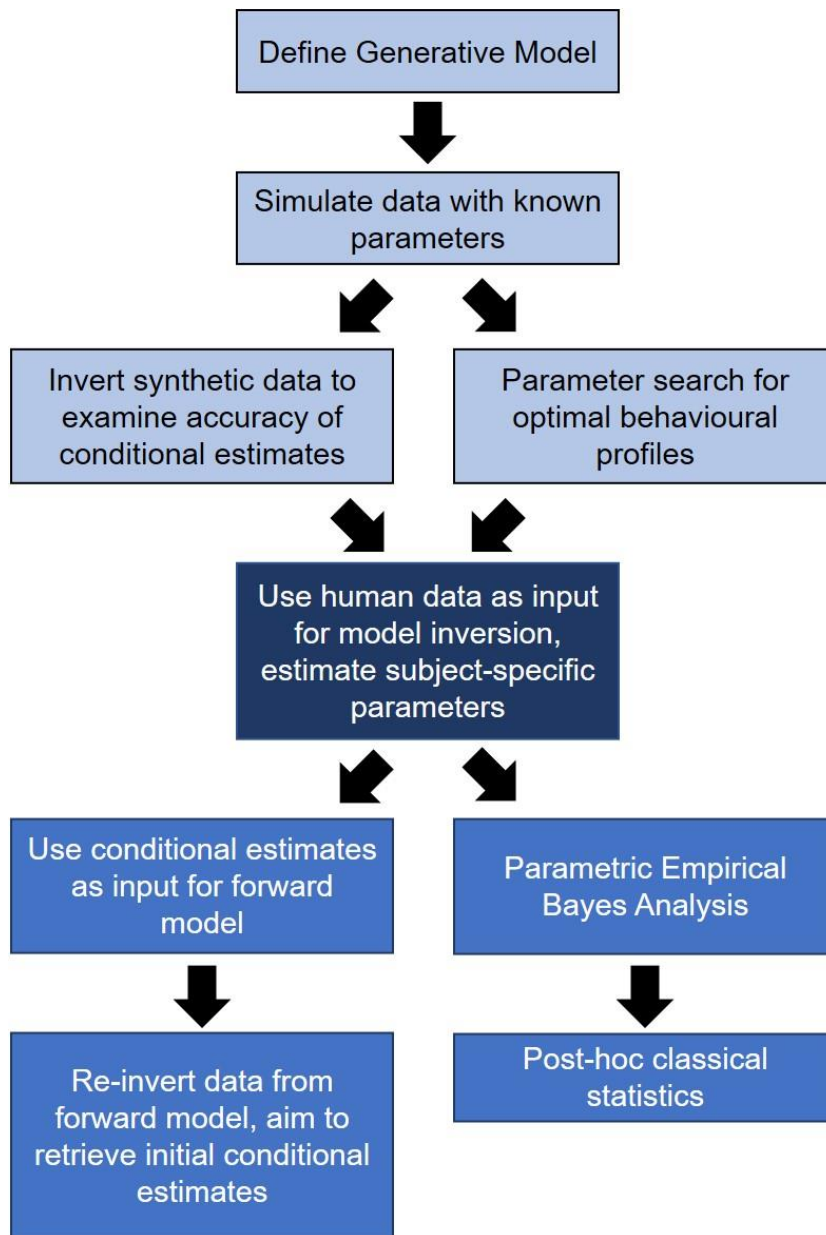 Define Generative Model
Simulate data with known
parameters
Invert synthetic data to
examine accuracy of
conditional estimates
Parameter search for
optimal behavioural
profiles
Use human data as input
for model inversion,
estimate subject-specific
parameters
Use conditional estimates
as input for forward
model
Parametric Empirical
Bayes Analysis
Re-invert data from
forward model, aim to
retrieve initial conditional
estimates
Post-hoc classical
statistics